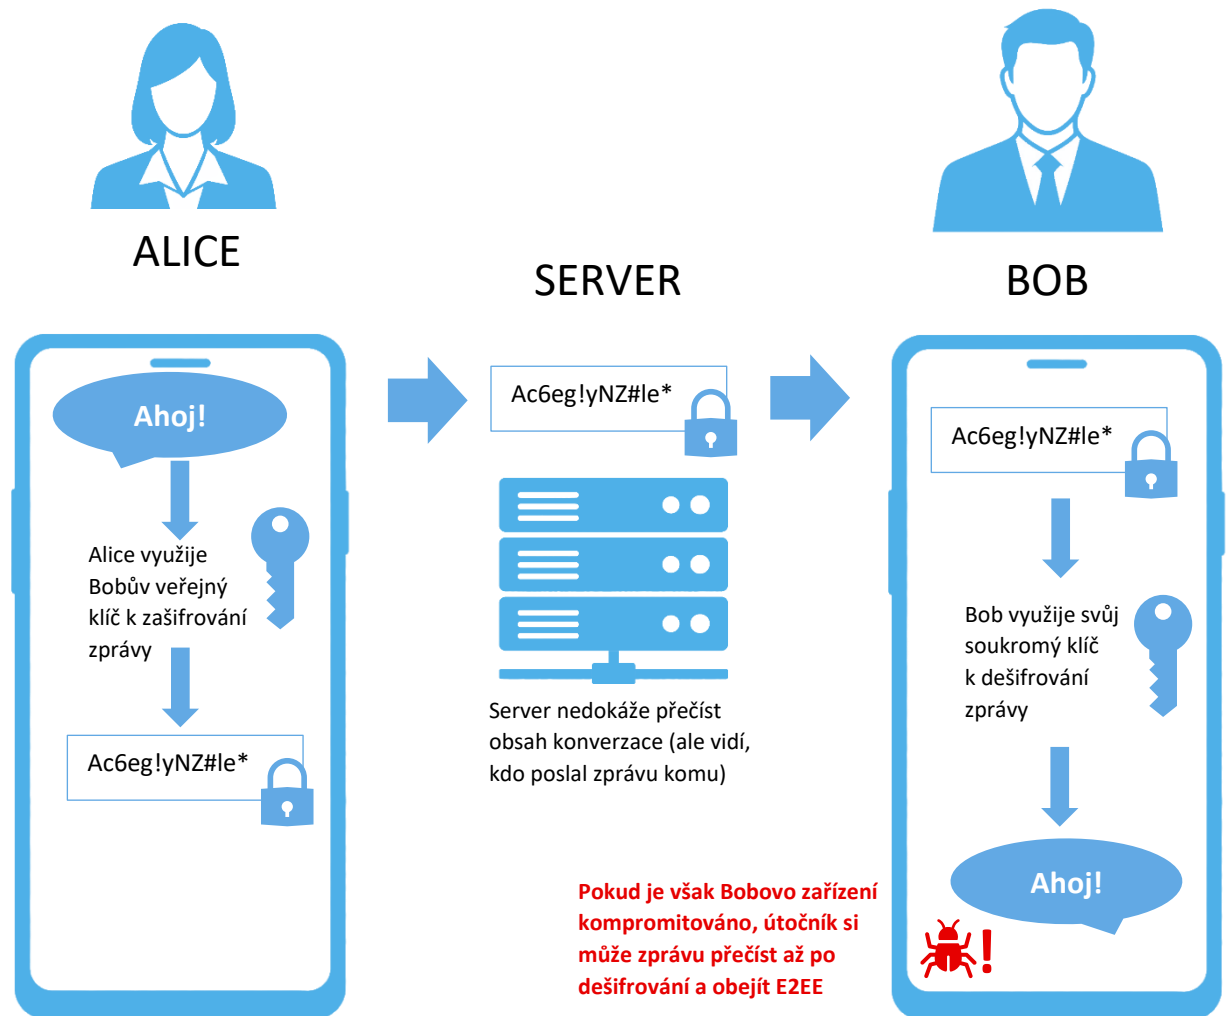 ALICE
SERVER
BOB
Ahoj!
Alice využije
Bobův veřejný
klíč k zašifrování
zprávy
Ac6eg!yNZ#le*
Ac6eg!yNZ#le*
Server nedokáže přečíst
obsah konverzace (ale vidí,
kdo poslal zprávu komu)
Ac6eg!yNZ#le*
Bob využije svůj
soukromý klíč
k dešifrování
zprávy
Ahoj!
Pokud je však Bobovo zařízení
kompromitováno, útočník si
může zprávu přečíst až po
dešifrování a obejít E2EE
!